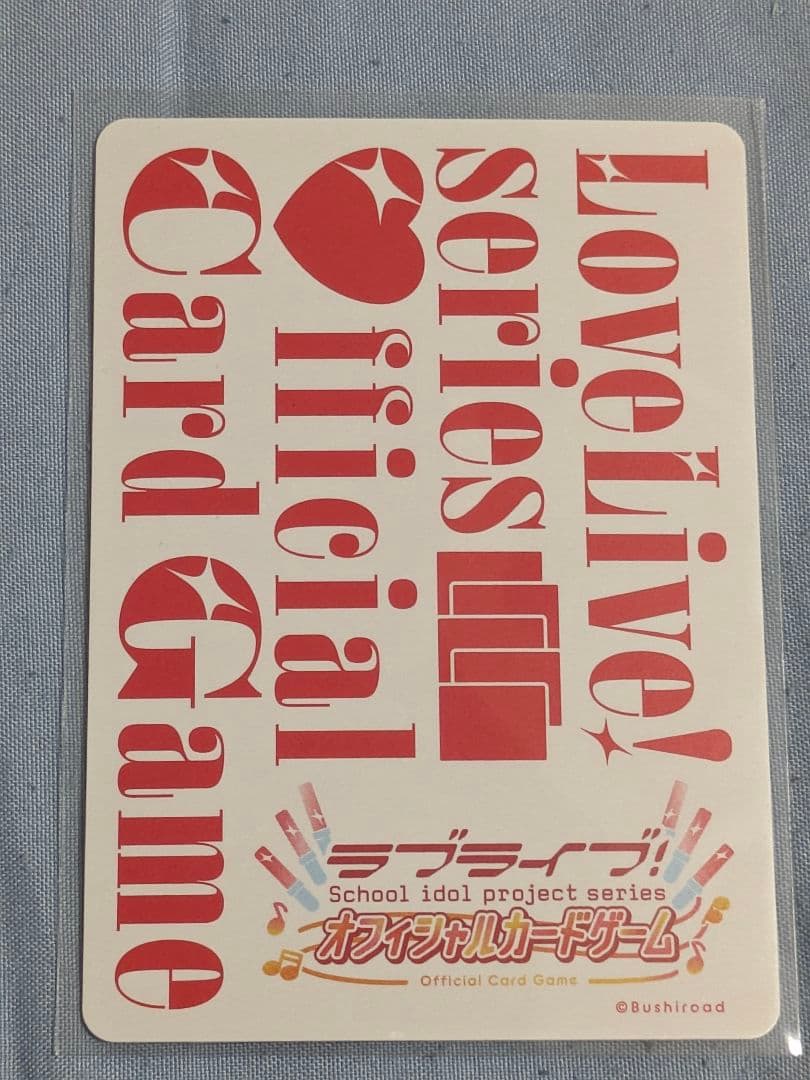 LoveLive!
series
♥fficial
Card Game
ラブライブ!
School idol project series
オフィシャルカードゲーム
Official Card Game
©Bushiroad